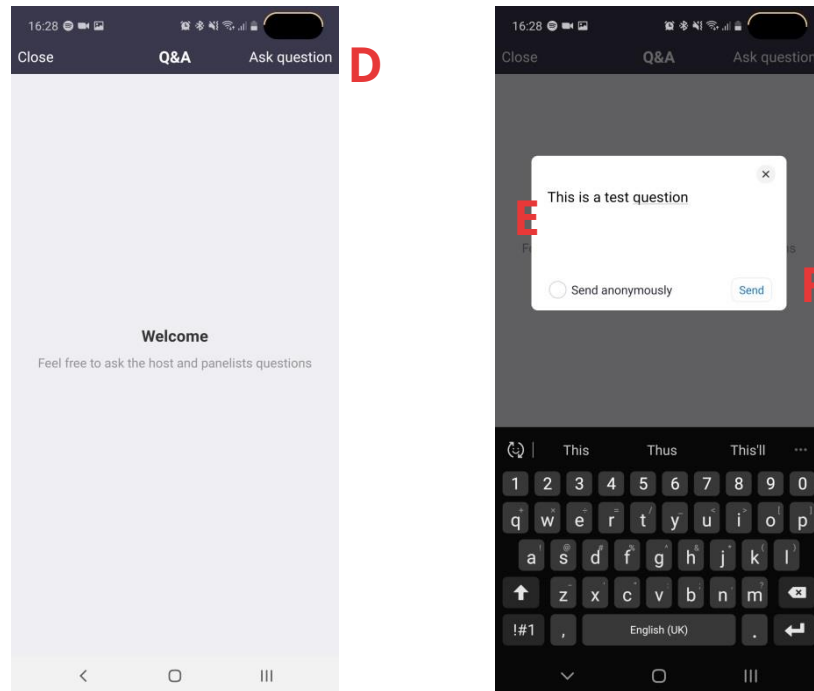 16:28
Close Q&A Ask question
D
Welcome
Feel free to ask the host and panelists questions
16:28
Close Q&A Ask question
This is a test question
E
Send anonymously Send
This Thus This'll ...
1 2 3 4 5 6 7 8 9 0
q w e r t y u i o p
a s d f g h j k l
z x c v b n m
!#1 , English (UK) .